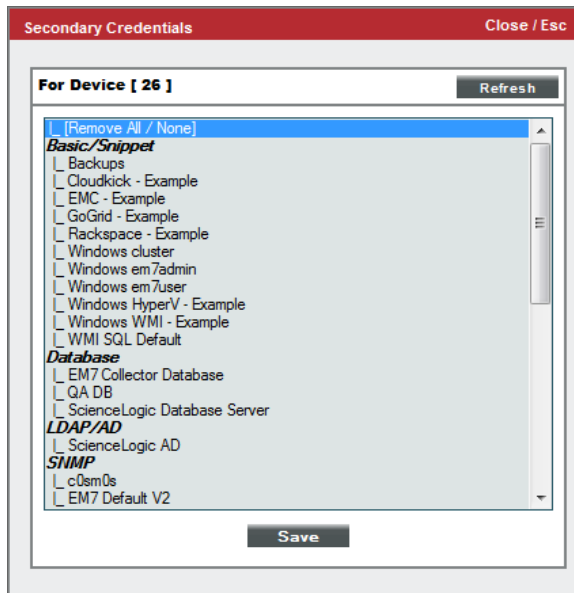 Secondary Credentials Close / Esc
For Device [ 26 ] Refresh
|_ [Remove All / None]
Basic/Snippet
|_ Backups
|_ Cloudkick - Example
|_ EMC - Example
|_ GoGrid - Example
|_ Rackspace - Example
|_ Windows cluster
|_ Windows em7admin
|_ Windows em7user
|_ Windows HyperV - Example
|_ Windows WMI - Example
|_ WMI SQL Default
Database
|_ EM7 Collector Database
|_ QA DB
|_ ScienceLogic Database Server
LDAP/AD
|_ ScienceLogic AD
SNMP
|_ c0sm0s
|_ EM7 Default V2
Save